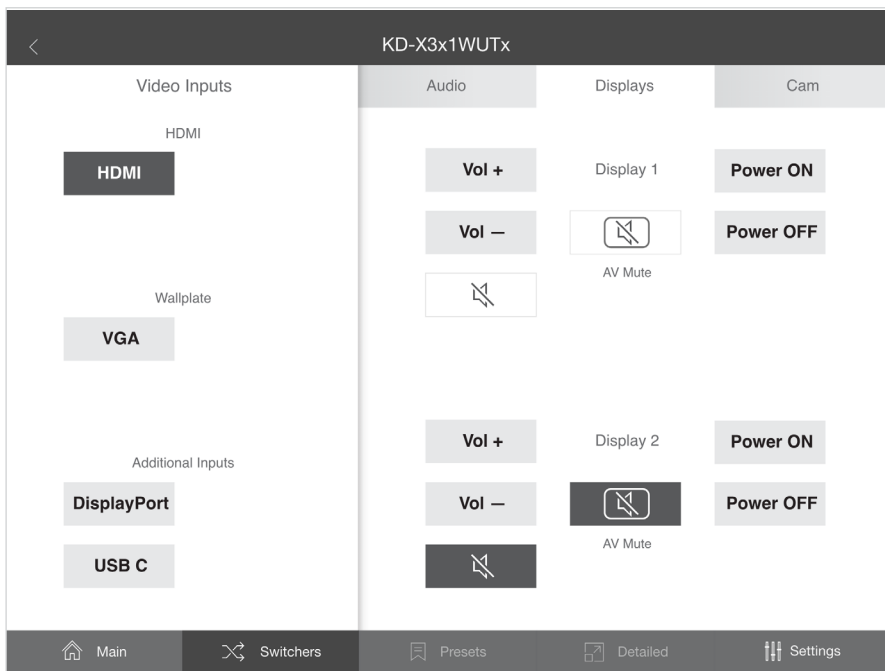 KD-X3x1WUTx
Video Inputs
Audio
Displays
Cam
HDMI
HDMI
Wallplate
VGA
Additional Inputs
DisplayPort
USB C
Vol +
Display 1
Power ON
Vol —
Power OFF
AV Mute
Vol +
Display 2
Power ON
Vol —
Power OFF
AV Mute
Main
Switchers
Presets
Detailed
Settings